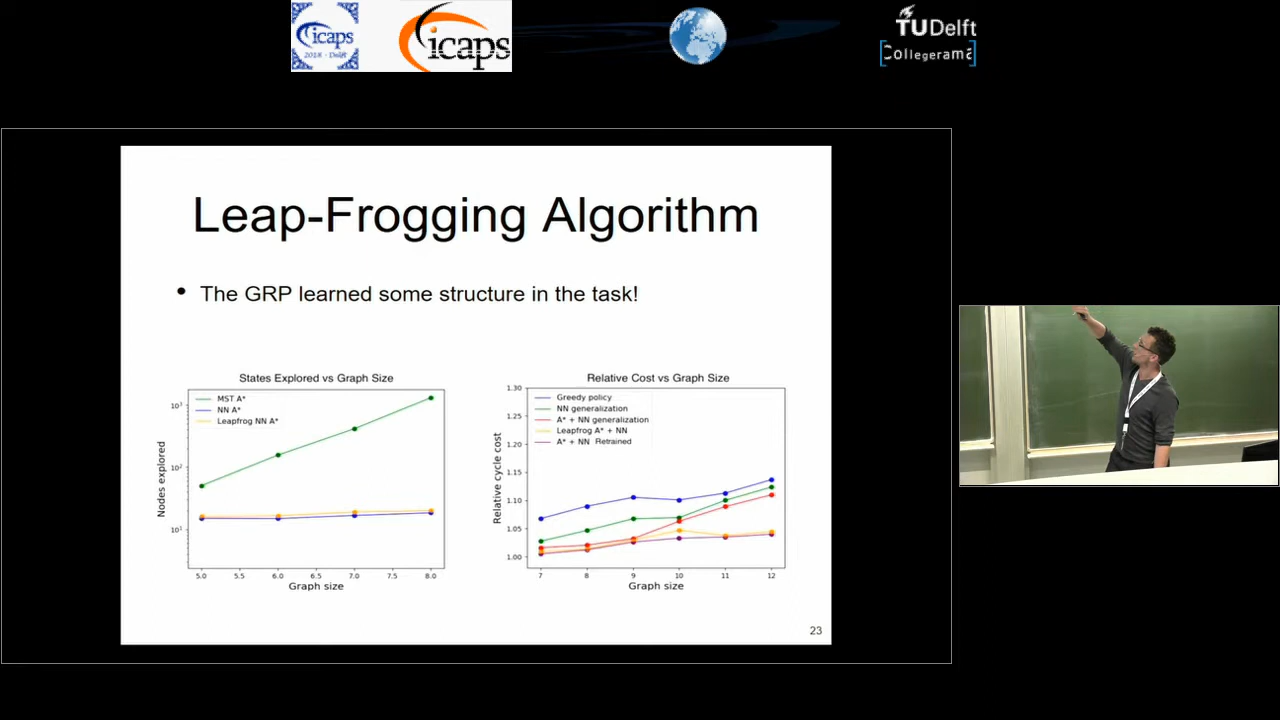 icaps
2018 - Delft
icaps
TUDelft
Collegerama
Leap-Frogging Algorithm
• The GRP learned some structure in the task!
States Explored vs Graph Size
MST A*
NN A*
Leapfrog NN A*
Nodes explored
10³
10²
10¹
5.0 5.5 6.0 6.5 7.0 7.5 8.0
Graph size
Relative Cost vs Graph Size
Greedy policy
NN generalization
A* + NN generalization
Leapfrog A* + NN
A* + NN Retrained
Relative cycle cost
1.30
1.25
1.20
1.15
1.10
1.05
1.00
7 8 9 10 11 12
Graph size
23